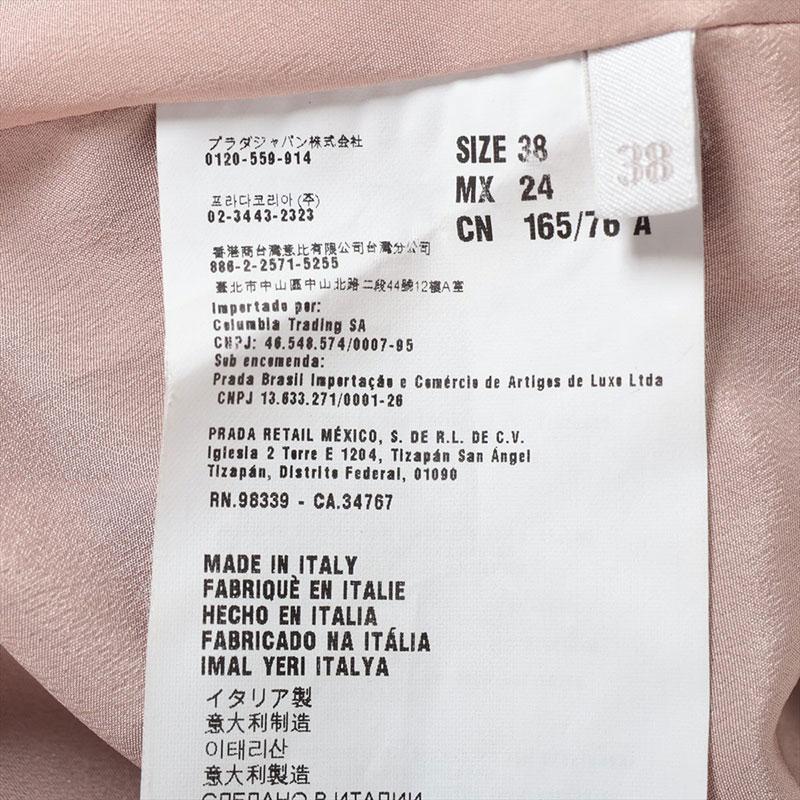 プラダジャパン株式会社
0120-559-914
프라다코리아 (주)
02-3443-2323
香港商台灣意比有限公司台灣分公司
886-2-2571-5255
臺北市中山區中山北路二段44號12樓A室
SIZE 38
MX 24
CN 165/76 A
38
Importado por:
Columbia Trading SA
CNPJ: 46.548.574/0007-95
Sub encomenda:
Prada Brasil Importação e Comércio de Artigos de Luxo Ltda
CNPJ 13.633.271/0001-26
PRADA RETAIL MÉXICO, S. DE R.L. DE C.V.
Iglesia 2 Torre E 1204, Tizapán San Ángel
Tizapán, Distrito Federal, 01090
RN.98339 - CA.34767
MADE IN ITALY
FABRIQUÈ EN ITALIE
HECHO EN ITALIA
FABRICADO NA ITÁLIA
IMAL YERI ITALYA
イタリア製
意大利制造
이태리산
意大利製造
СДЕЛАНО В ИТАЛИИ